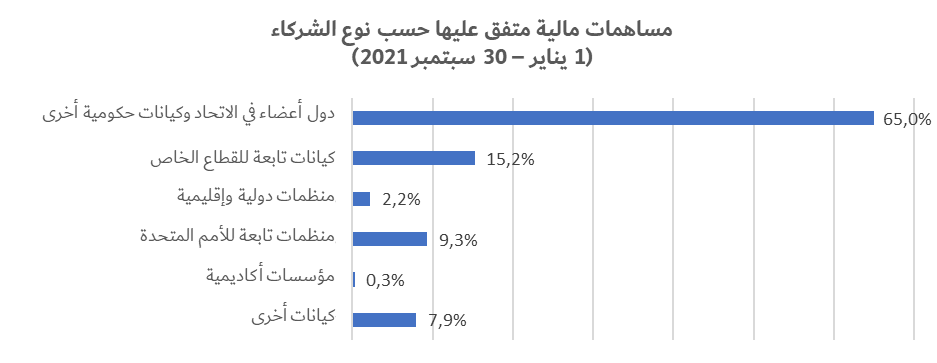 مساهمات مالية متفق عليها حسب نوع الشركاء
(1 يناير – 30 سبتمبر 2021)
دول أعضاء في الاتحاد وكيانات حكومية أخرى
65,0%
كيانات تابعة للقطاع الخاص
15,2%
منظمات دولية وإقليمية
2,2%
منظمات تابعة للأمم المتحدة
9,3%
مؤسسات أكاديمية
0,3%
كيانات أخرى
7,9%